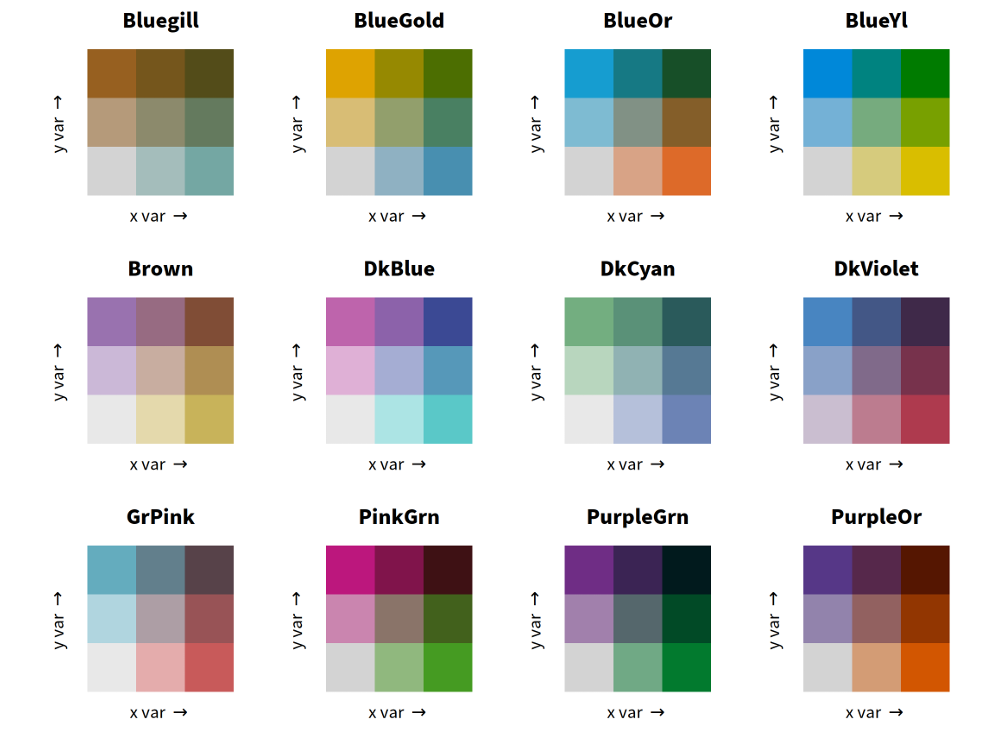 Bluegill
BlueGold
BlueOr
BlueYl
y var →
y var →
y var →
y var →
x var →
x var →
x var →
x var →
Brown
DkBlue
DkCyan
DkViolet
y var →
y var →
y var →
y var →
x var →
x var →
x var →
x var →
GrPink
PinkGrn
PurpleGrn
PurpleOr
y var →
y var →
y var →
y var →
x var →
x var →
x var →
x var →